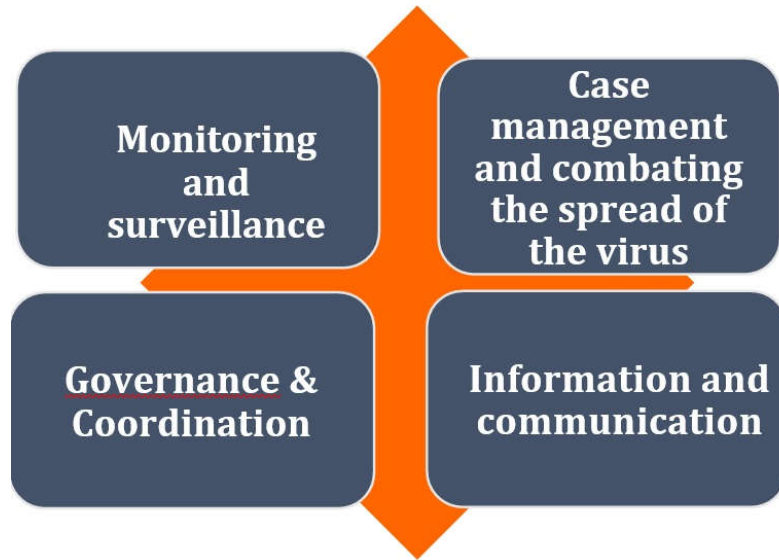 Monitoring
and
surveillance
Case
management
and combating
the spread of
the virus
Governance &
Coordination
Information and
communication